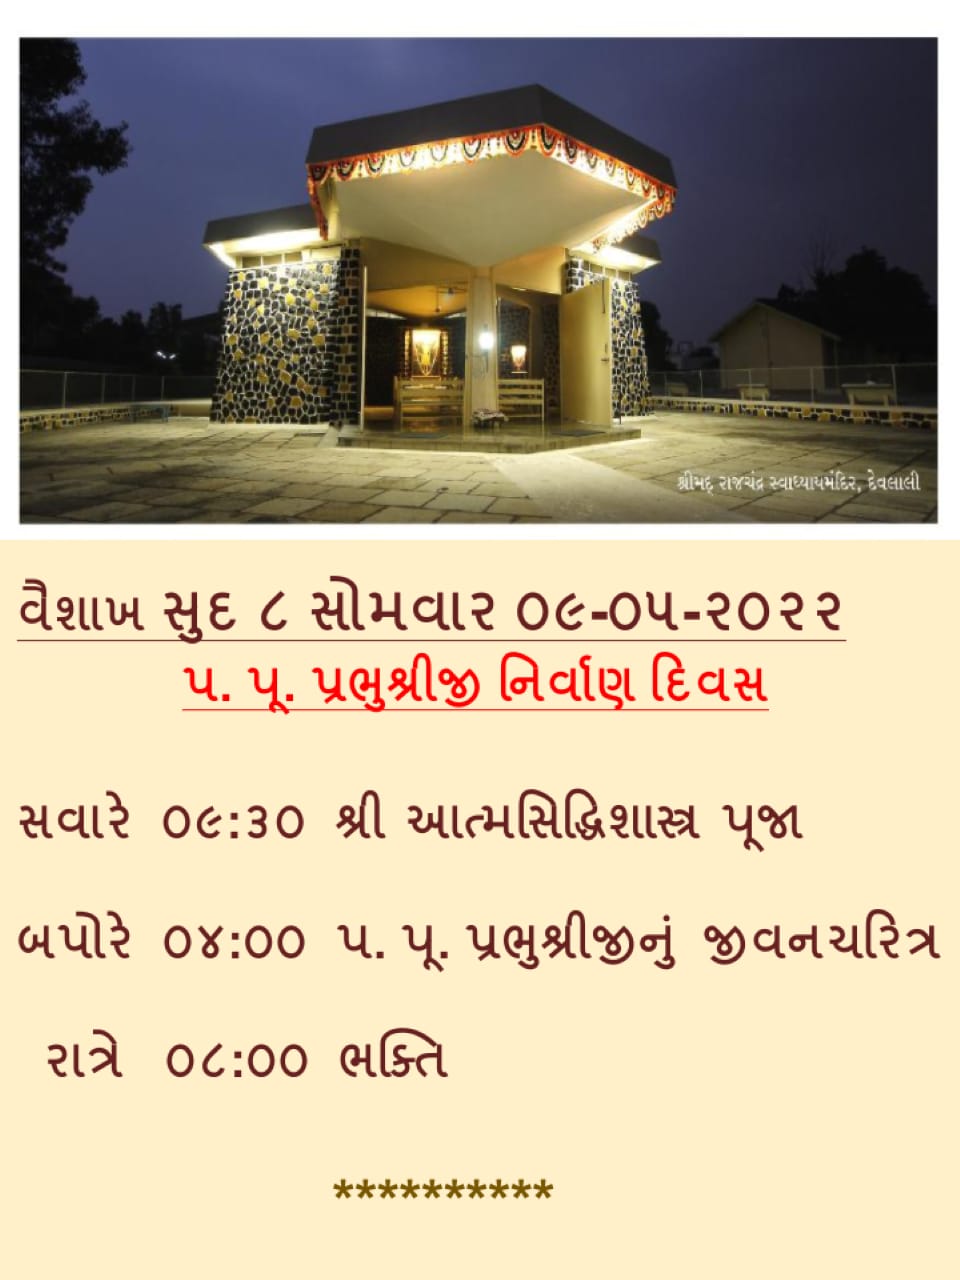 શ્રીમદ્ રાજચંદ્ર સ્વાધ્યાયમંદિર, દેવલાલી
વૈશાખ સુદ ૮ સોમવાર ૦૯-૦૫-૨૦૨૨
પ. પૂ. પ્રભુશ્રીજી નિર્વાણ દિવસ
સવારે ૦૯:૩૦ શ્રી આત્મસિદ્ધિશાસ્ત્ર પૂજા
બપોરે ૦૪:૦૦ પ. પૂ. પ્રભુશ્રીજીનું જીવનચરિત્ર
રાત્રે ૦૮:૦૦ ભક્તિ
**********